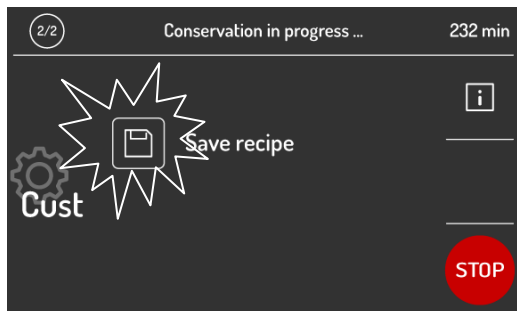 2/2
Conservation in progress ...
232 min
i
Save recipe
Cust
STOP